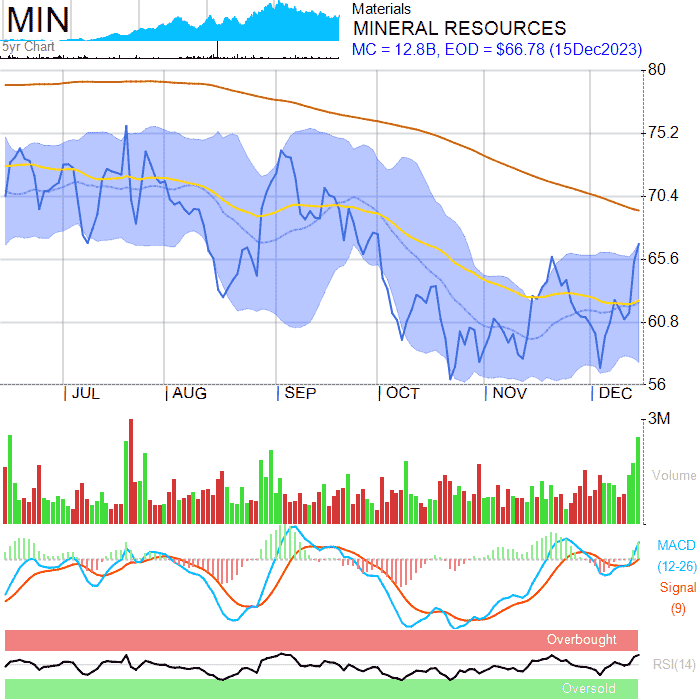 MIN
5yr Chart
Materials
MINERAL RESOURCES
MC = 12.8B, EOD = $66.78 (15Dec2023)
80
75.2
70.4
65.6
60.8
56
JUL AUG SEP OCT NOV DEC
3M
Volume
MACD
(12-26)
Signal
(9)
Overbought
RSI(14)
Oversold